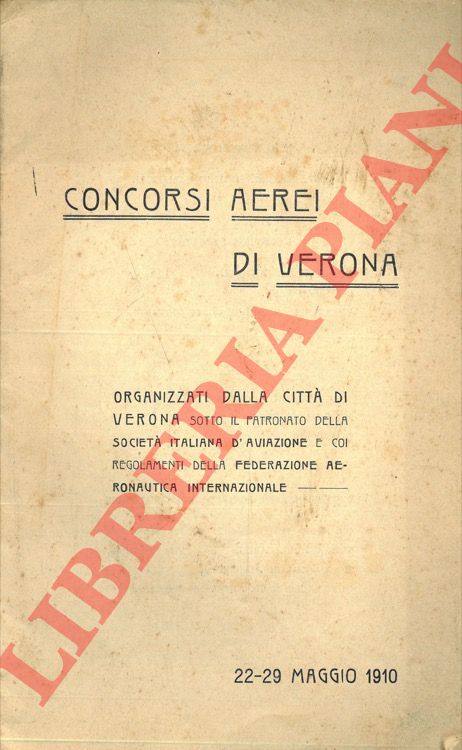 CONCORSI AEREI
DI VERONA
ORGANIZZATI DALLA CITTÀ DI
VERONA SOTTO IL PATRONATO DELLA
SOCIETÀ ITALIANA D'AVIAZIONE E COI
REGOLAMENTI DELLA FEDERAZIONE AE-
RONAUTICA INTERNAZIONALE
22-29 MAGGIO 1910
LIBRERIA PIANI